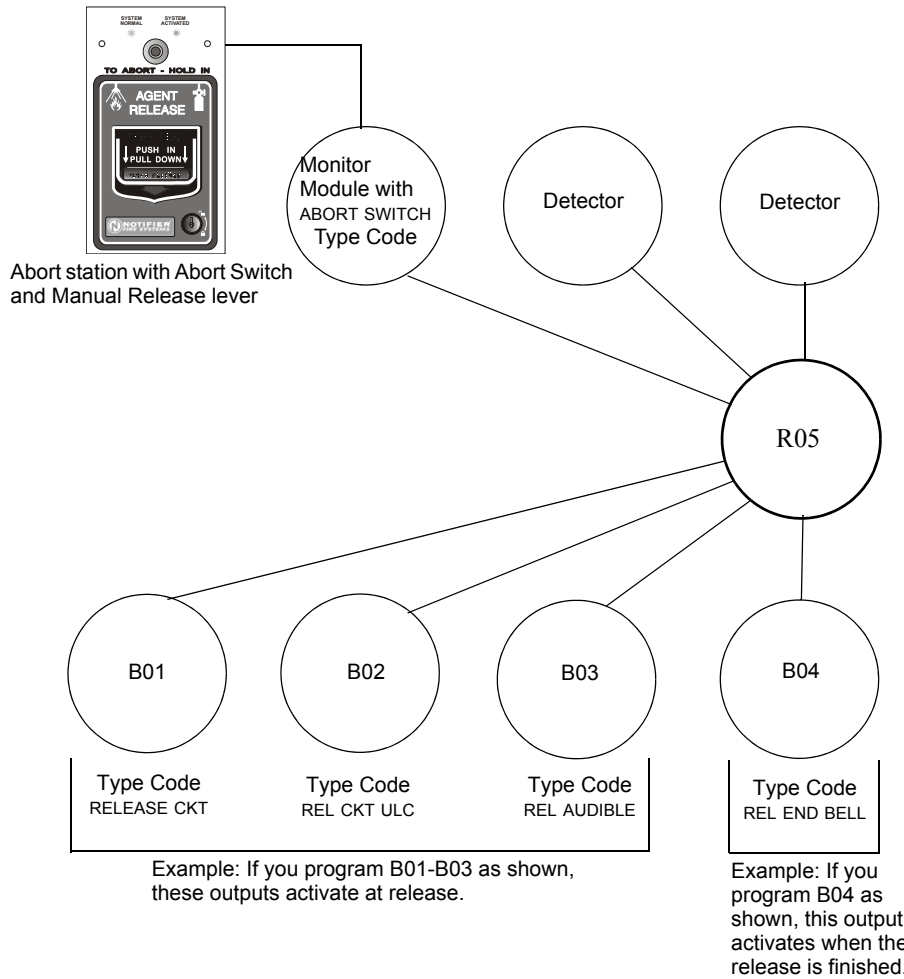 SYSTEM NORMAL
SYSTEM ACTIVATED
TO ABORT - HOLD IN
AGENT
RELEASE
PUSH IN
PULL DOWN
NOTIFIER
FIRE SYSTEMS
Abort station with Abort Switch
and Manual Release lever
Monitor
Module with
ABORT SWITCH
Type Code
Detector
Detector
R05
B01
B02
B03
B04
Type Code
RELEASE CKT
Type Code
REL CKT ULC
Type Code
REL AUDIBLE
Type Code
REL END BELL
Example: If you program B01-B03 as shown,
these outputs activate at release.
Example: If you
program B04 as
shown, this output
activates when the
release is finished.